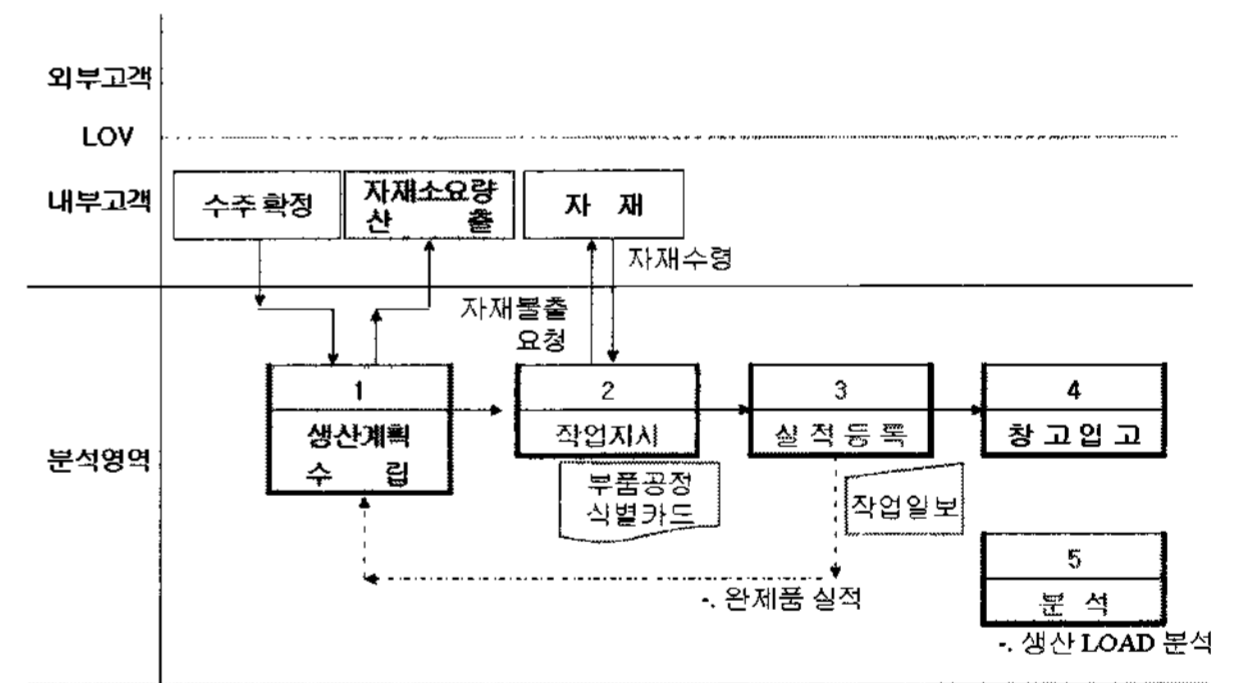 외부고객
LOV
내부고객
수주 확정
자재소요량
산 출
자 재
자재수령
자재불출
요청
분석영역
1
생산계획
수 립
2
작업지시
부품공정
식별카드
3
실 적 등 록
작업일보
4
창 고 입 고
-. 완제품 실적
5
분 석
-. 생산 LOAD 분석